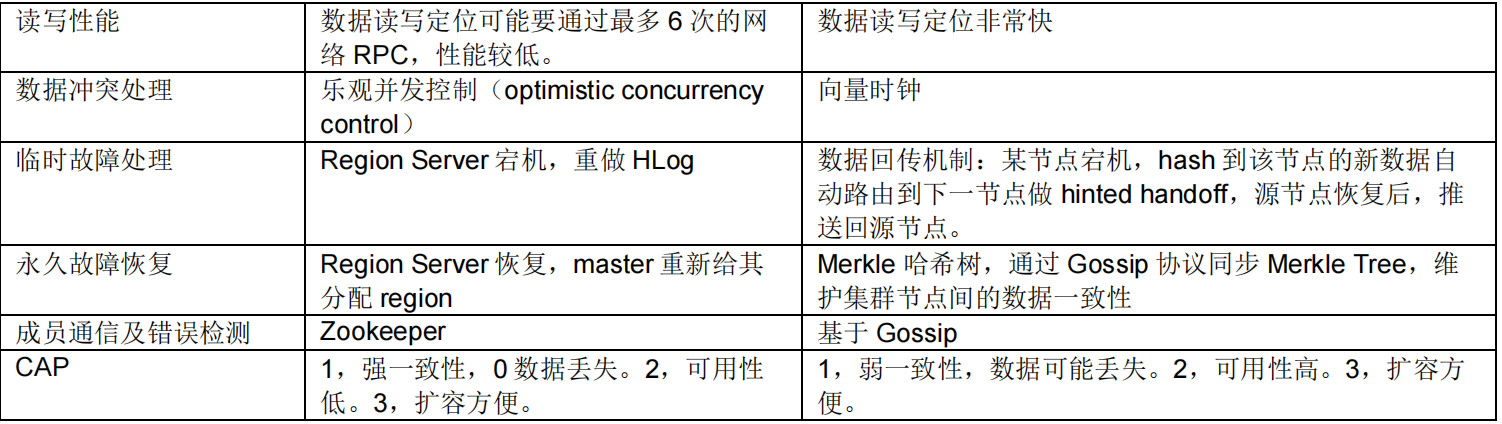 读写性能
数据读写定位可能要通过最多 6 次的网
络 RPC，性能较低。
数据读写定位非常快
数据冲突处理
乐观并发控制（optimistic concurrency
control）
向量时钟
临时故障处理
Region Server 宕机，重做 HLog
数据回传机制：某节点宕机，hash 到该节点的新数据自
动路由到下一节点做 hinted handoff，源节点恢复后，推
送回源节点。
永久故障恢复
Region Server 恢复，master 重新给其
分配 region
Merkle 哈希树，通过 Gossip 协议同步 Merkle Tree，维
护集群节点间的数据一致性
成员通信及错误检测
Zookeeper
基于 Gossip
CAP
1，强一致性，0 数据丢失。2，可用性
低。3，扩容方便。
1，弱一致性，数据可能丢失。2，可用性高。3，扩容方
便。